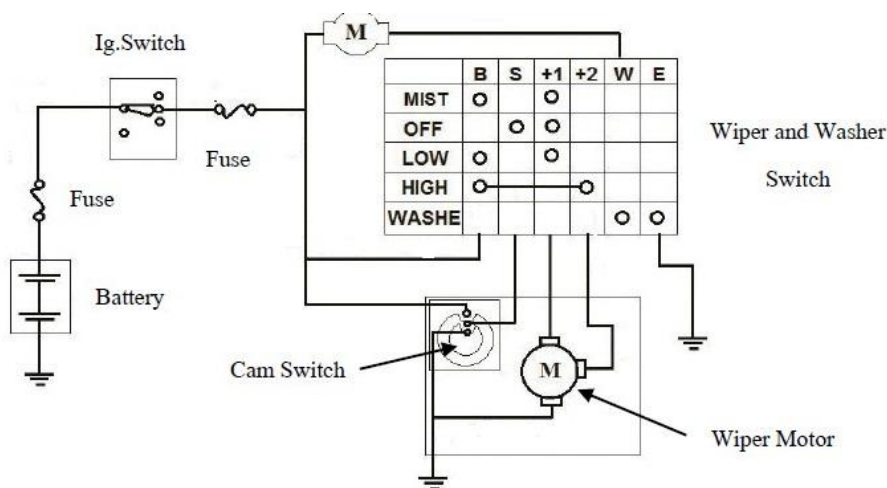 Ig.Switch
M
B S +1 +2 W E
MIST
OFF
LOW
HIGH
WASHE
Wiper and Washer
Switch
Fuse
Fuse
Battery
Cam Switch
M
Wiper Motor